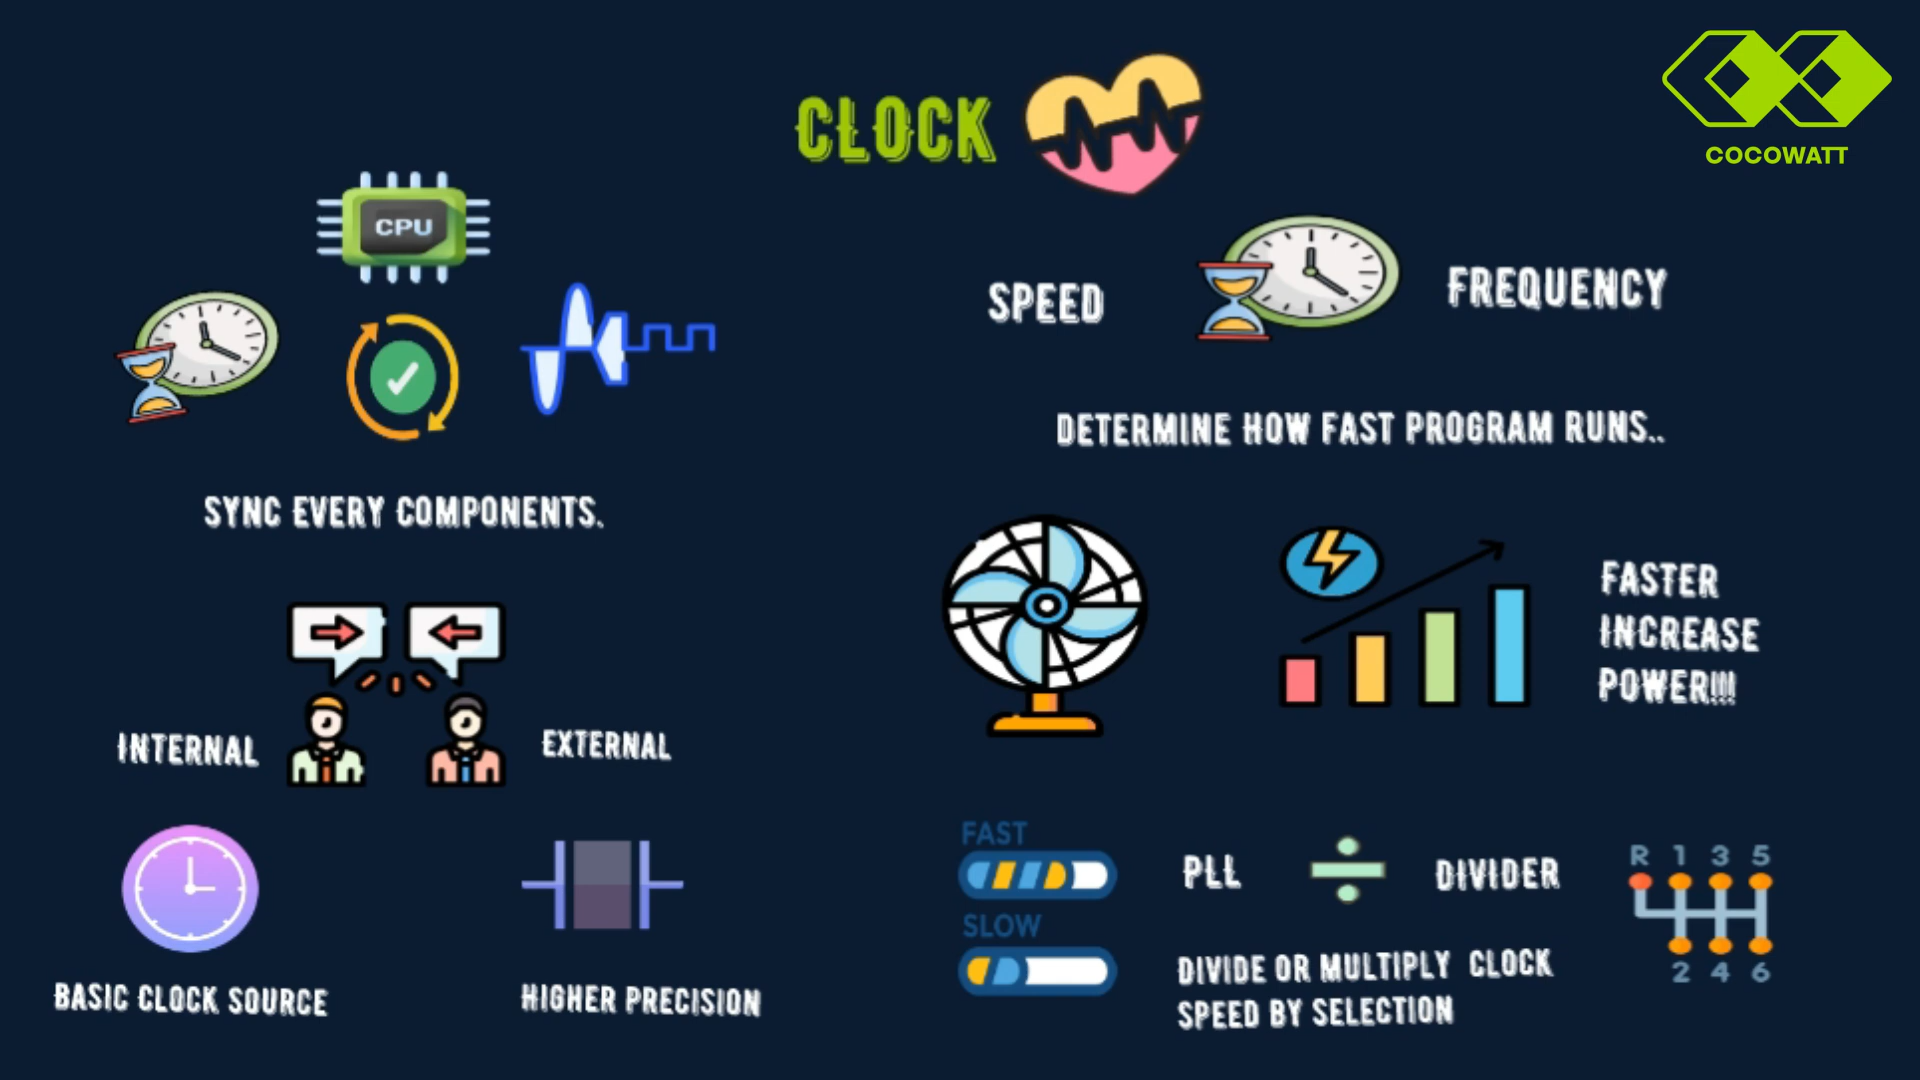 CLOCK
COCOWATT
CPU
SPEED
FREQUENCY
DETERMINE HOW FAST PROGRAM RUNS..
SYNC EVERY COMPONENTS.
FASTER
INCREASE
POWER!!!
INTERNAL
EXTERNAL
BASIC CLOCK SOURCE
HIGHER PRECISION
FAST
SLOW
PLL
DIVIDER
DIVIDE OR MULTIPLY CLOCK
SPEED BY SELECTION
R 1 3 5
2 4 6